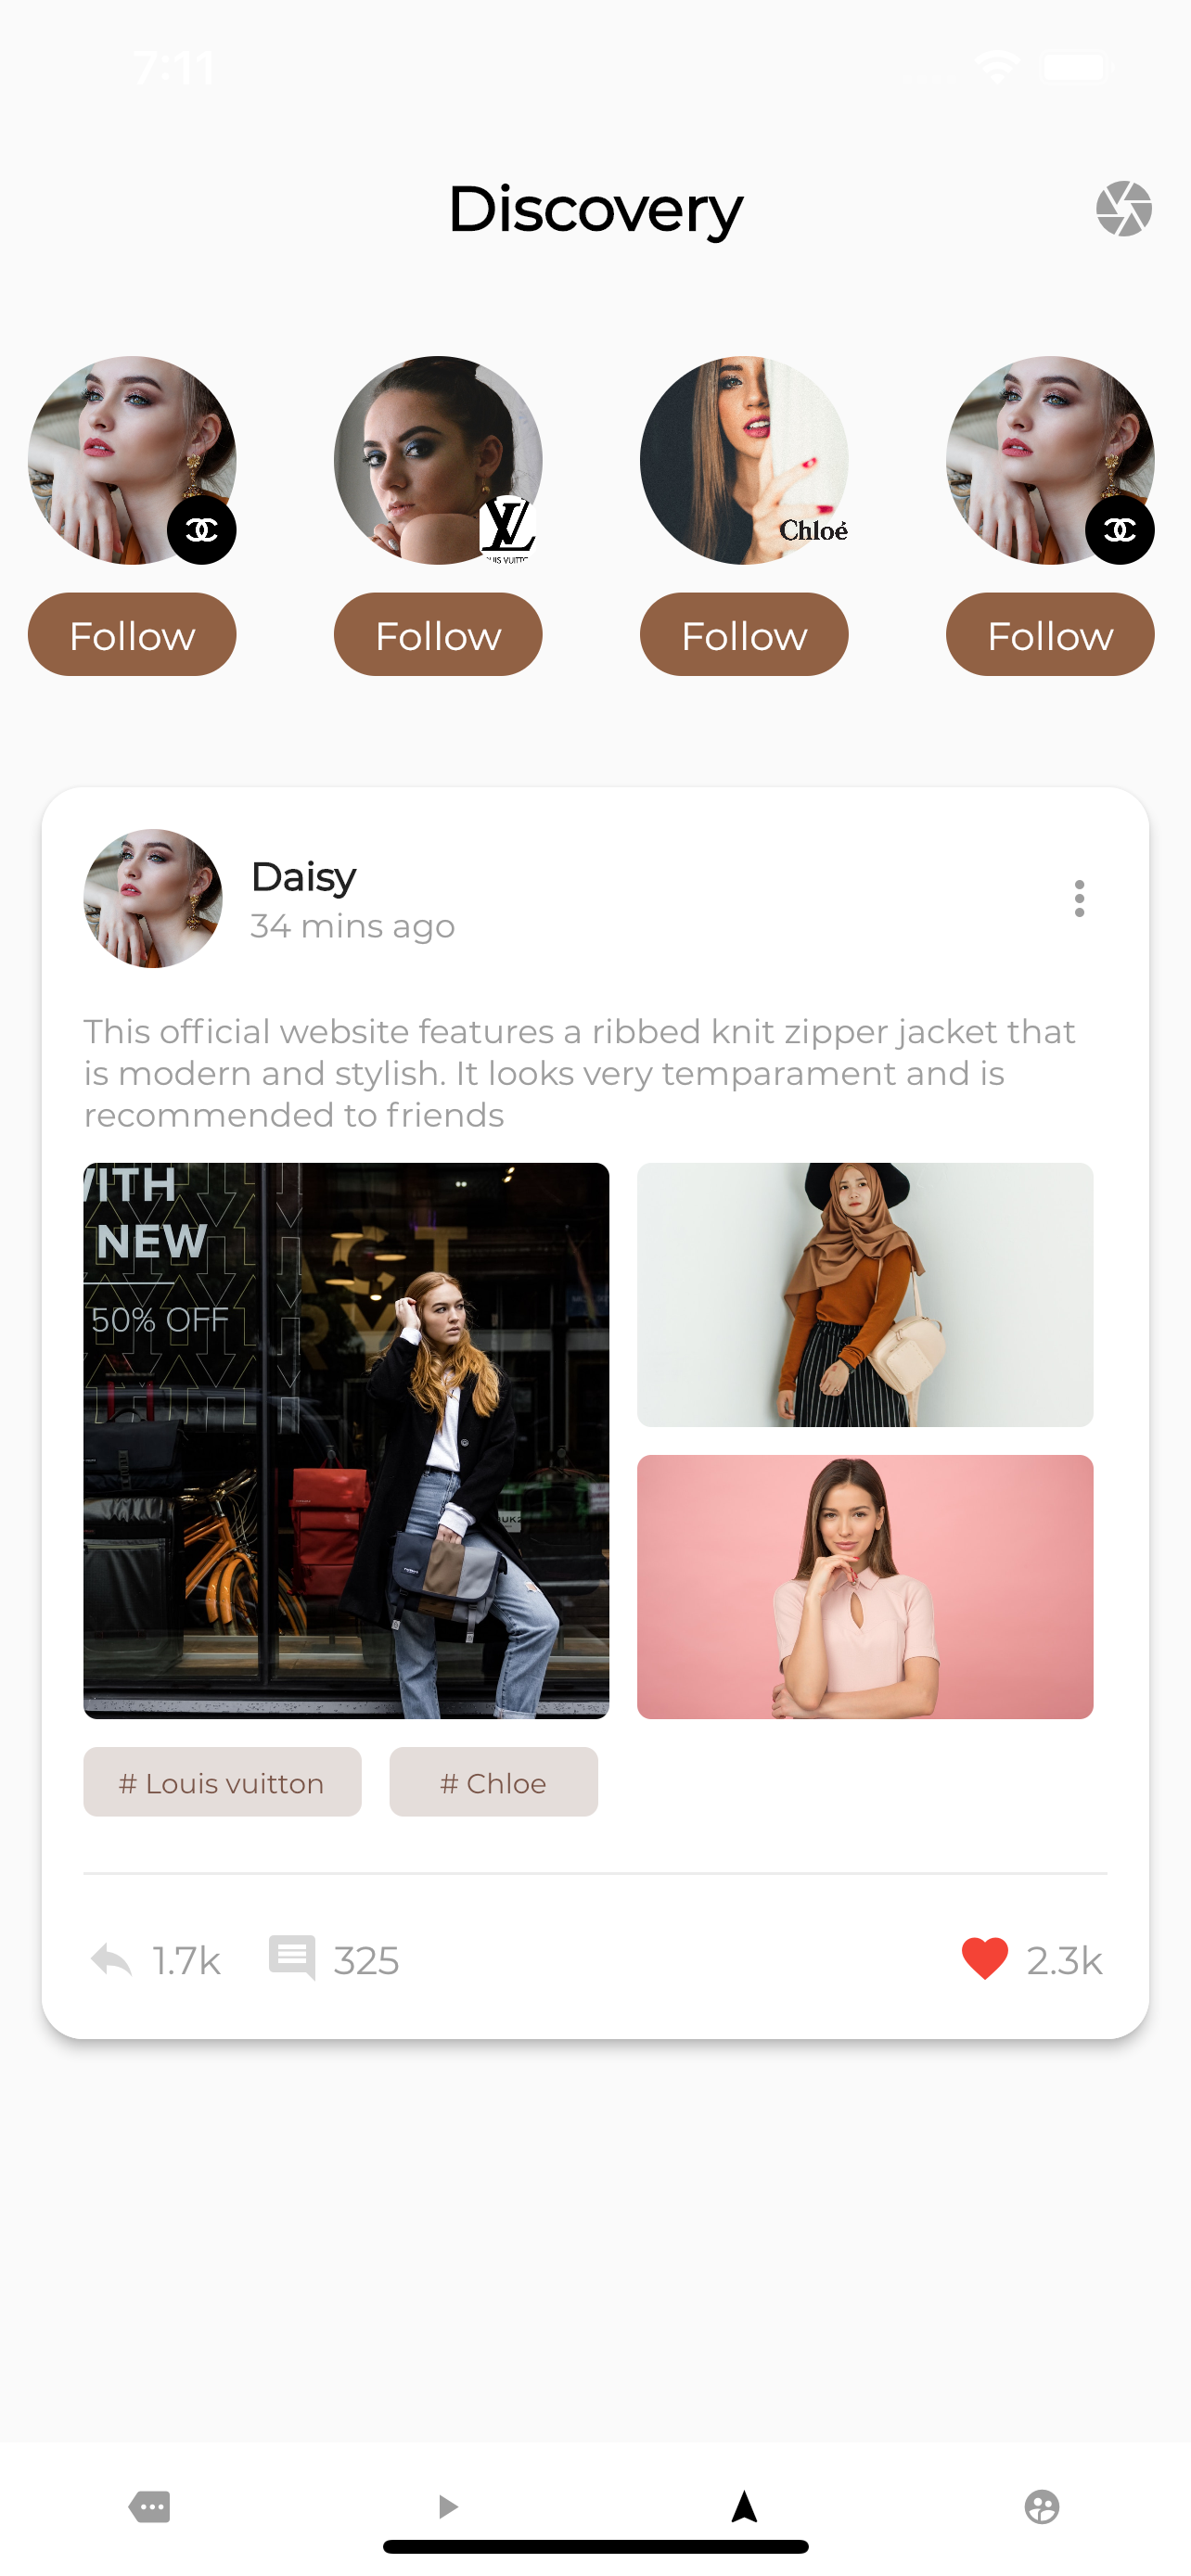 7:11
Discovery
Chloé
Follow
Follow
Follow
Follow
Daisy
34 mins ago
This official website features a ribbed knit zipper jacket that
is modern and stylish. It looks very temparament and is
recommended to friends
WITH
NEW
50% OFF
# Louis vuitton
# Chloe
1.7k
325
2.3k